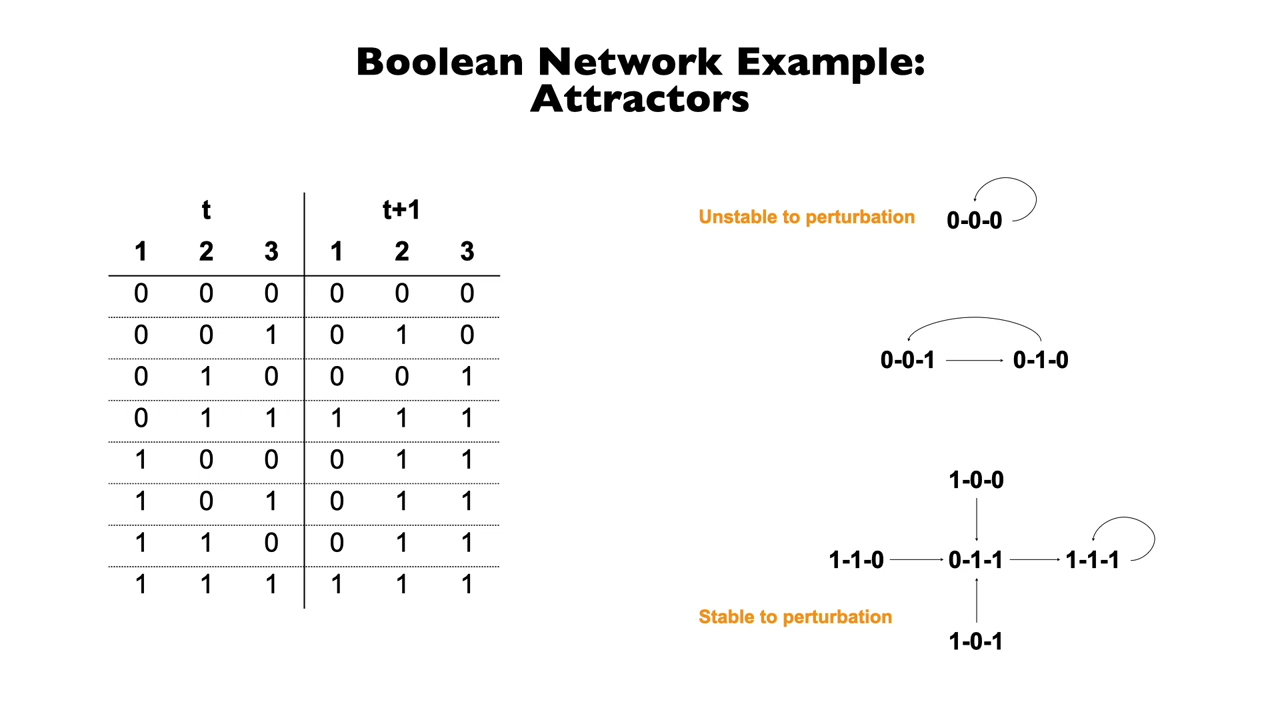 Boolean Network Example:
Attractors
t t+1
1 2 3 1 2 3
0 0 0 0 0 0
0 0 1 0 1 0
0 1 0 0 0 1
0 1 1 1 1 1
1 0 0 0 1 1
1 0 1 0 1 1
1 1 0 0 1 1
1 1 1 1 1 1
Unstable to perturbation 0-0-0
0-0-1 0-1-0
1-0-0
1-1-0 0-1-1 1-1-1
Stable to perturbation
1-0-1